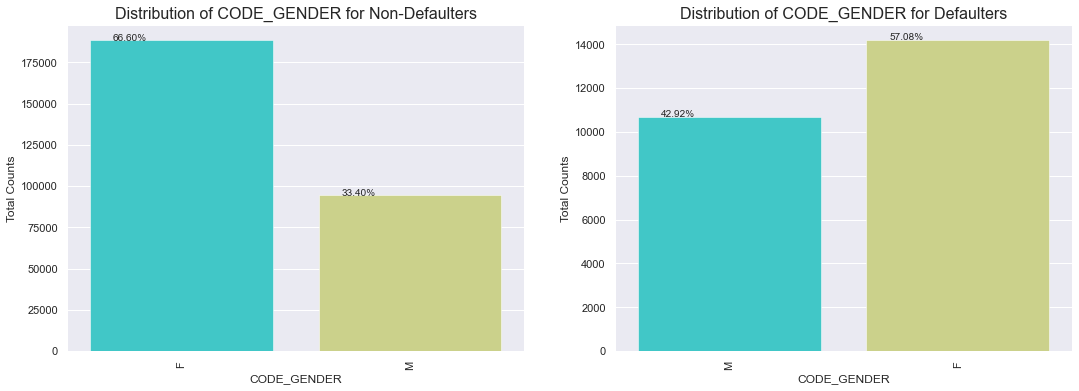 Distribution of CODE_GENDER for Non-Defaulters
66.60%
33.40%
175000
150000
125000
100000
75000
50000
25000
0
Total Counts
F
M
CODE_GENDER
Distribution of CODE_GENDER for Defaulters
57.08%
42.92%
14000
12000
10000
8000
6000
4000
2000
0
Total Counts
M
F
CODE_GENDER